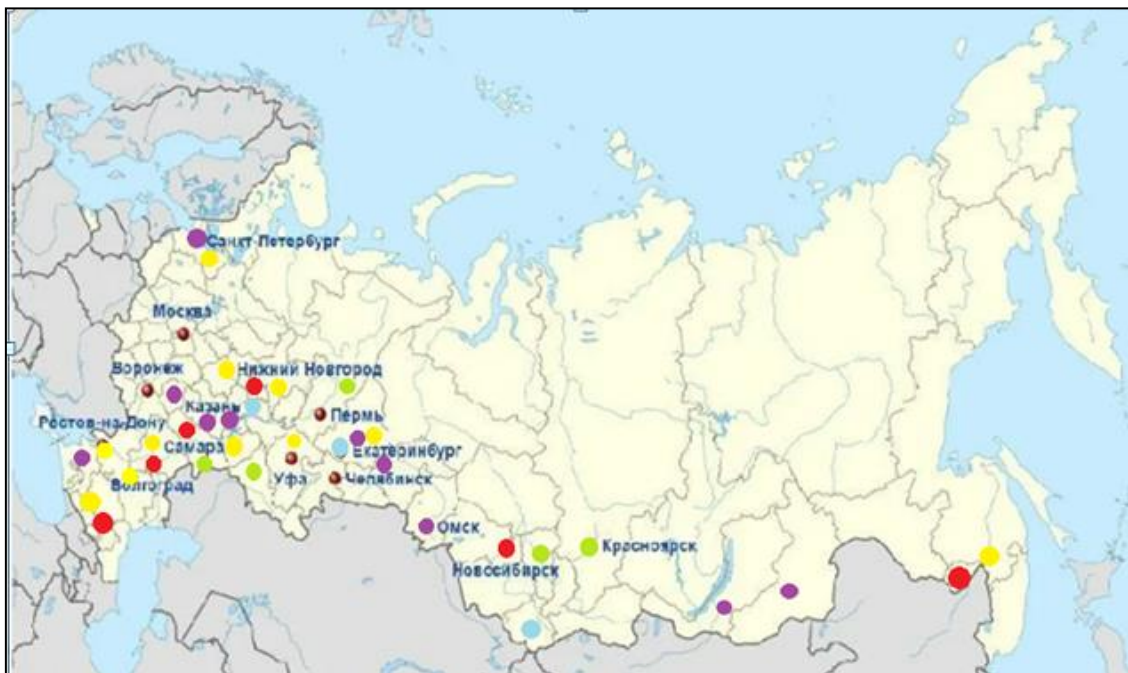 Санкт-Петербург
Москва
Нижний Новгород
Воронеж
Казань
Пермь
Ростов-на-Дону
Самара
Екатеринбург
Уфа
Челябинск
Волгоград
Омск
Красноярск
Новосибирск